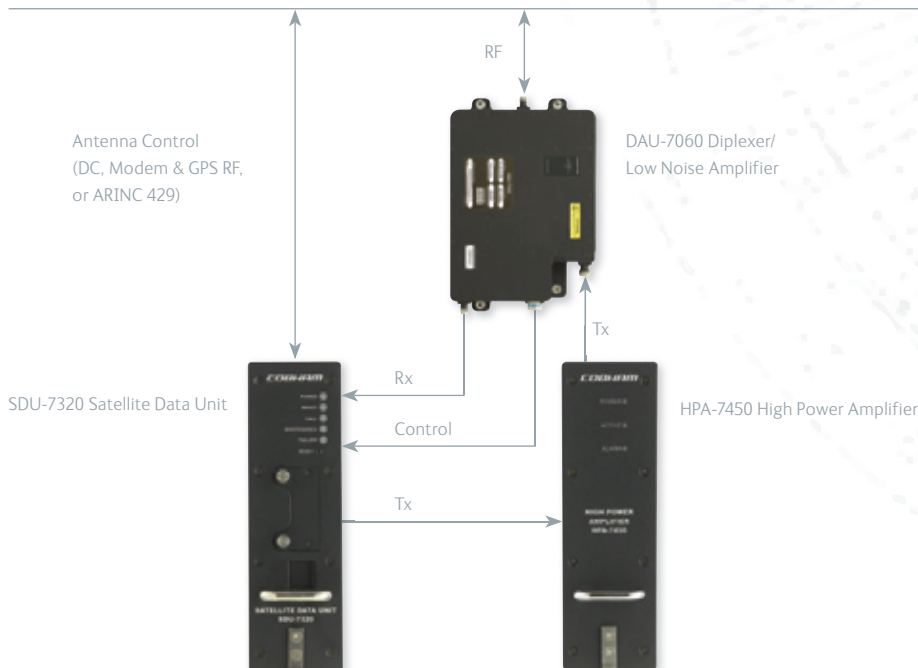 RF
Antenna Control
(DC, Modem & GPS RF,
or ARINC 429)
DAU-7060 Diplexer/
Low Noise Amplifier
Tx
Rx
SDU-7320 Satellite Data Unit
HPA-7450 High Power Amplifier
Control
Tx
HIGH POWER
AMPLIFIER
HPA-7450
SATELLITE DATA UNIT
SDU-7320